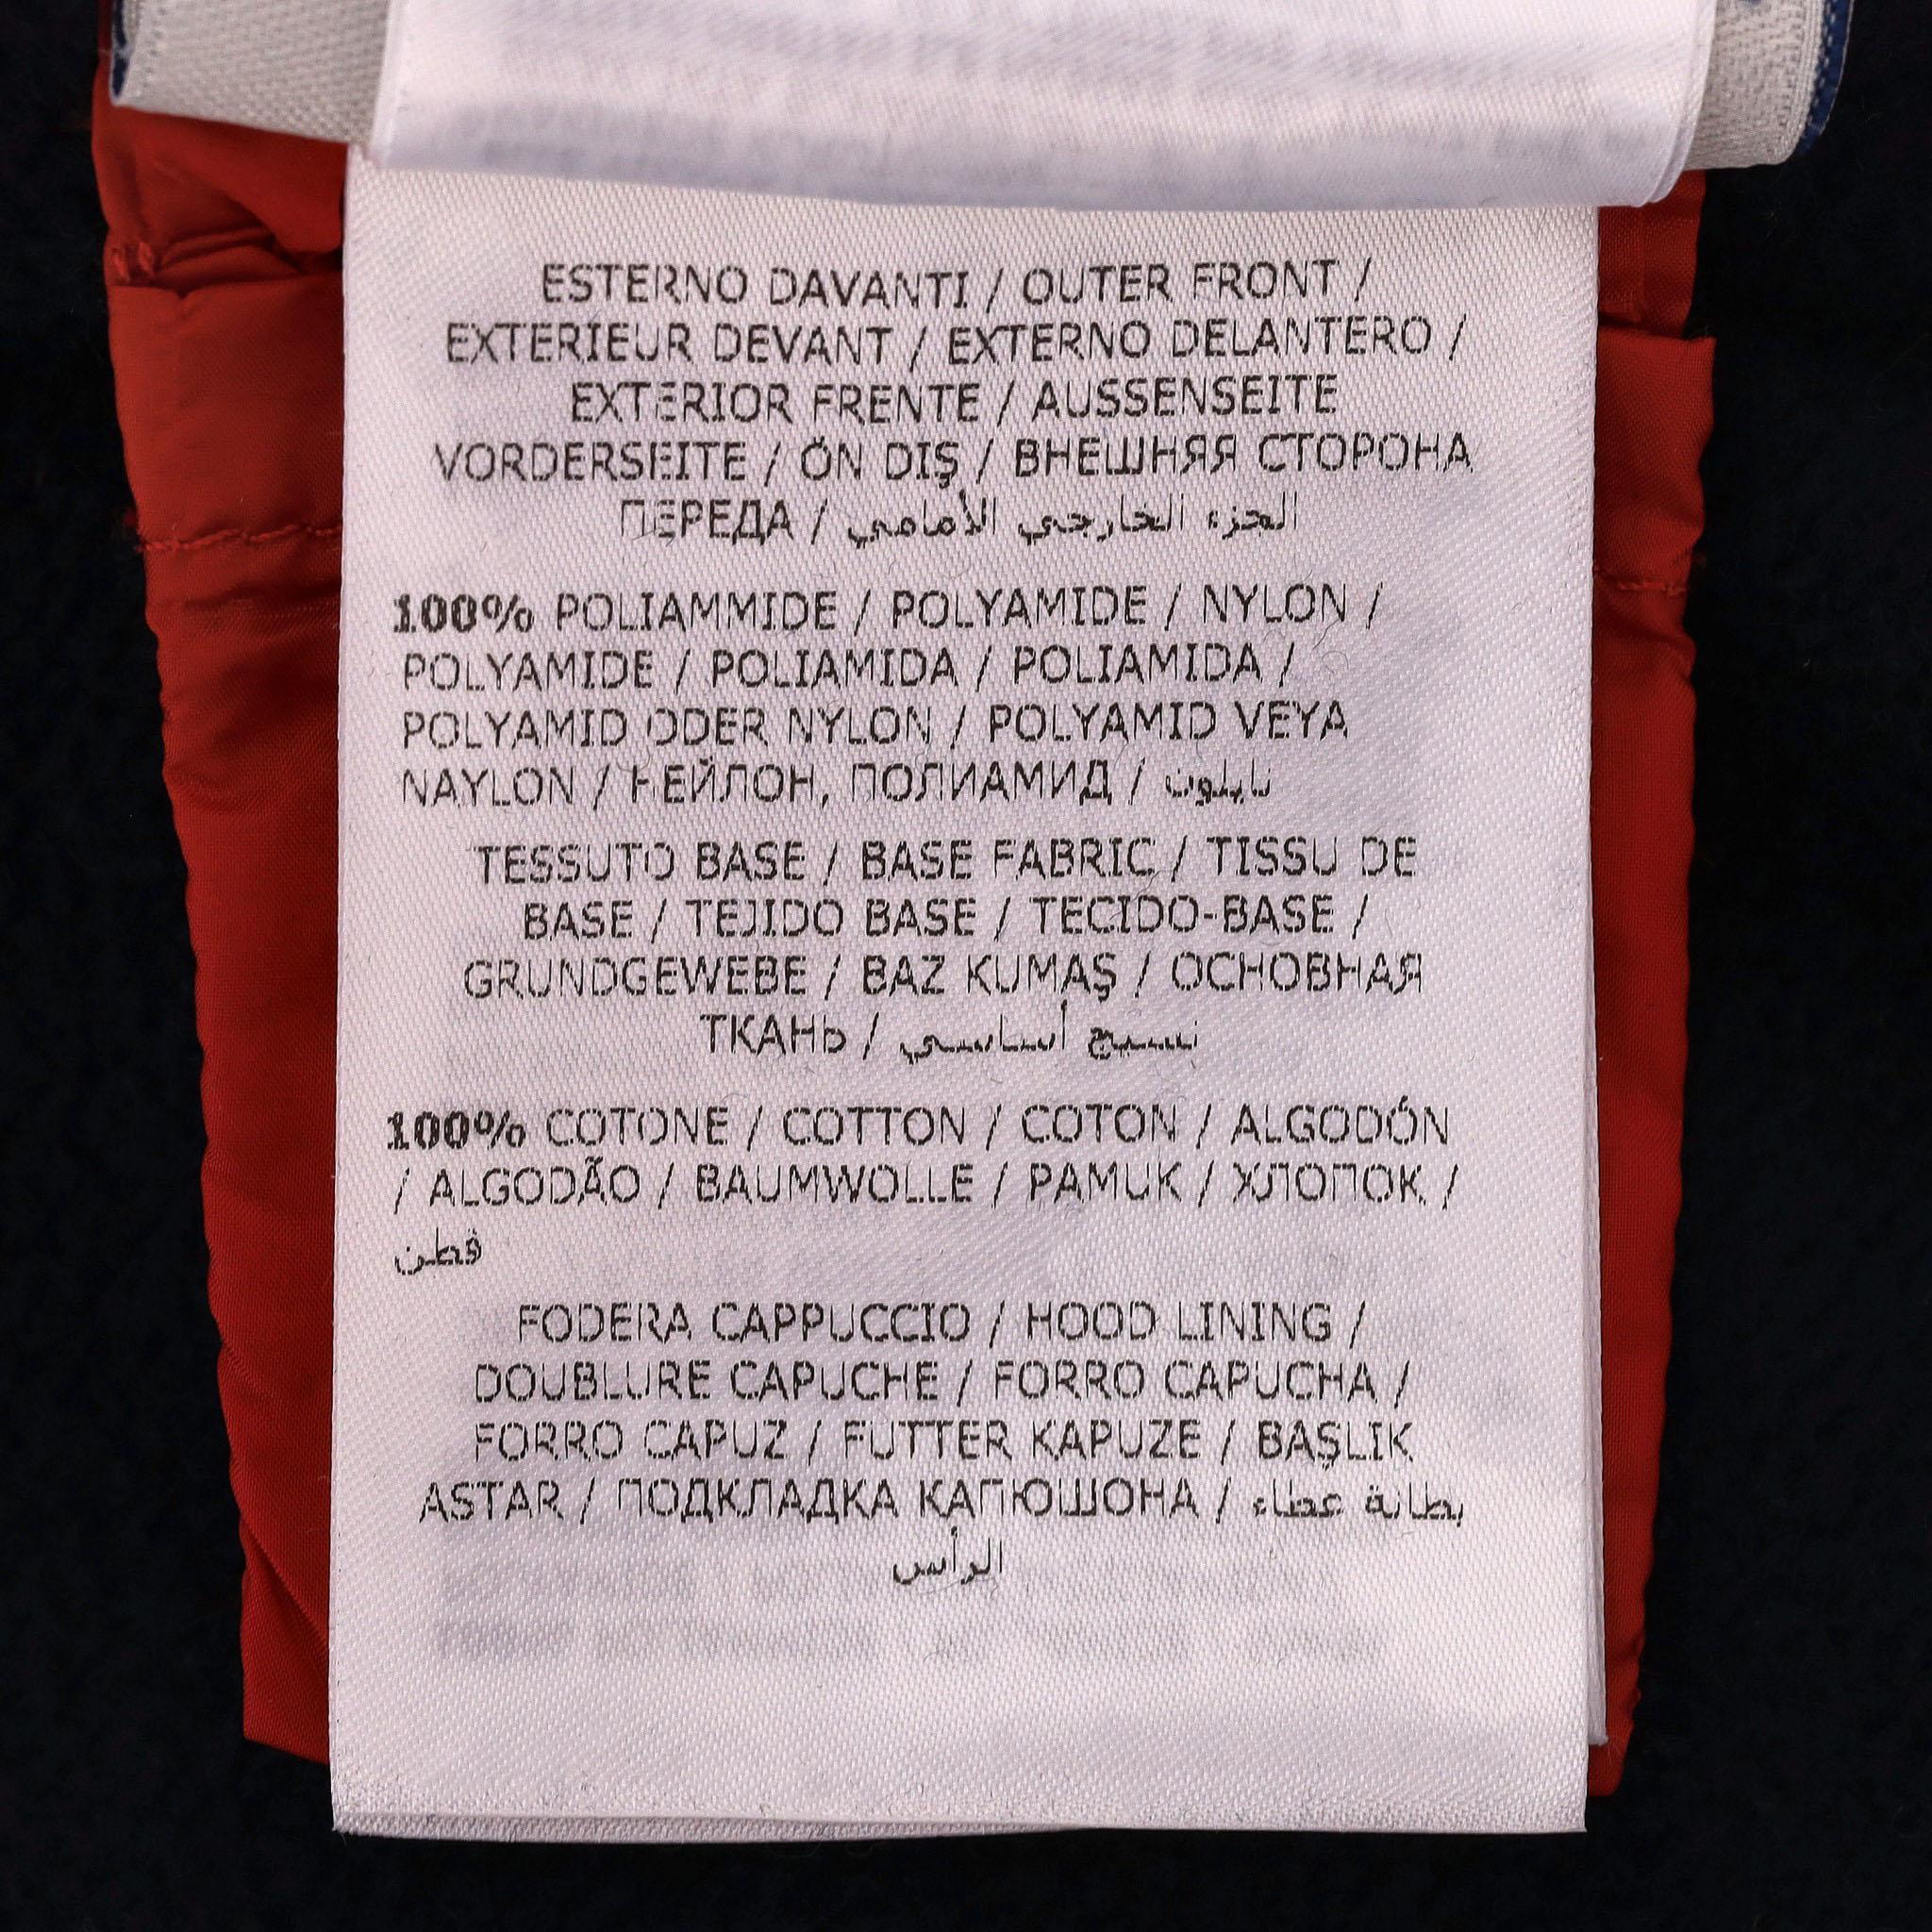 ESTERNO DAVANTI / OUTER FRONT /
EXTERIEUR DEVANT / EXTERNO DELANTERO /
EXTERIOR FRENTE / AUSSENSEITE
VORDERSEITE / ÖN DIŞ / ВНЕШНЯЯ СТОРОНА
ПЕРЕДА / الجزء الخارجي الأمامي
100% POLIAMMIDE / POLYAMIDE / NYLON /
POLYAMIDE / POLIAMIDA / POLIAMIDA /
POLYAMID ODER NYLON / POLYAMID VEYA
NAYLON / НЕЙЛОН, ПОЛИАМИД / نايلون
TESSUTO BASE / BASE FABRIC / TISSU DE
BASE / TEJIDO BASE / TECIDO-BASE /
GRUNDGEWEBE / BAZ KUMAŞ / ОСНОВНАЯ
ТКАНЬ / نسيج أساسي
100% COTONE / COTTON / COTON / ALGODÓN
/ ALGODÃO / BAUMWOLLE / PAMUK / ХЛОПОК /
قطن
FODERA CAPPUCCIO / HOOD LINING /
DOUBLURE CAPUCHE / FORRO CAPUCHA /
FORRO CAPUZ / FUTTER KAPUZE / BAŞLIK
ASTAR / ПОДКЛАДКА КАПЮШОНА / بطانة غطاء
الرأس